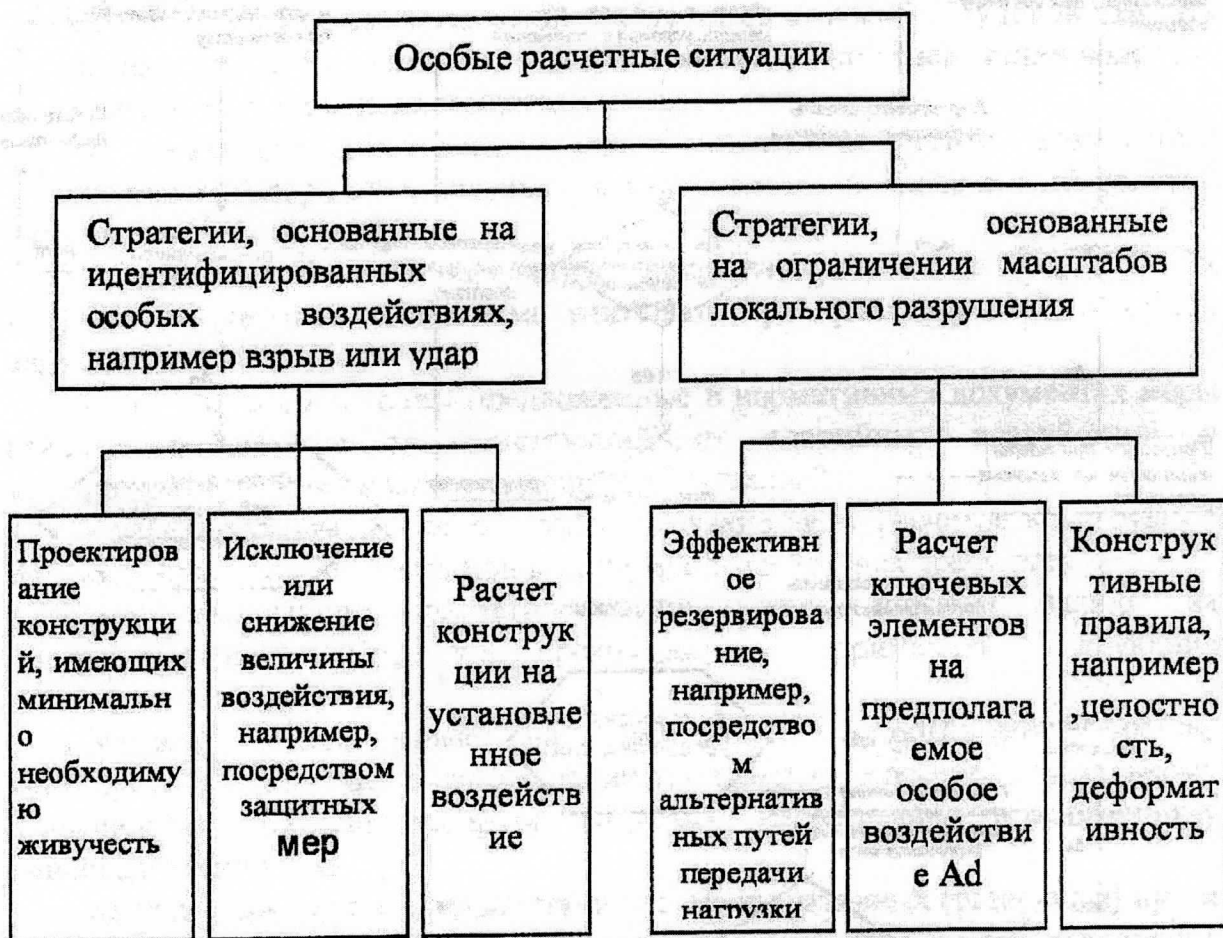 Особые расчетные ситуации
Стратегии, основанные на
идентифицированных
особых воздействиях,
например взрыв или удар
Стратегии, основанные
на ограничении масштабов
локального разрушения
Проектиров
ание
конструкци
й, имеющих
минимальн
о
необходиму
ю
живучесть
Исключение
или
снижение
величины
воздействия,
например,
посредством
защитных
мер
Расчет
конструк
ции на
установле
нное
воздейств
ие
Эффективн
ое
резервирова
ние,
например,
посредство
м
альтернатив
ных путей
передачи
нагрузки
Расчет
ключевых
элементов
на
предполага
емое
особое
воздействи
е Ad
Конструк
тивные
правила,
например
,целостно
сть,
деформат
ивность